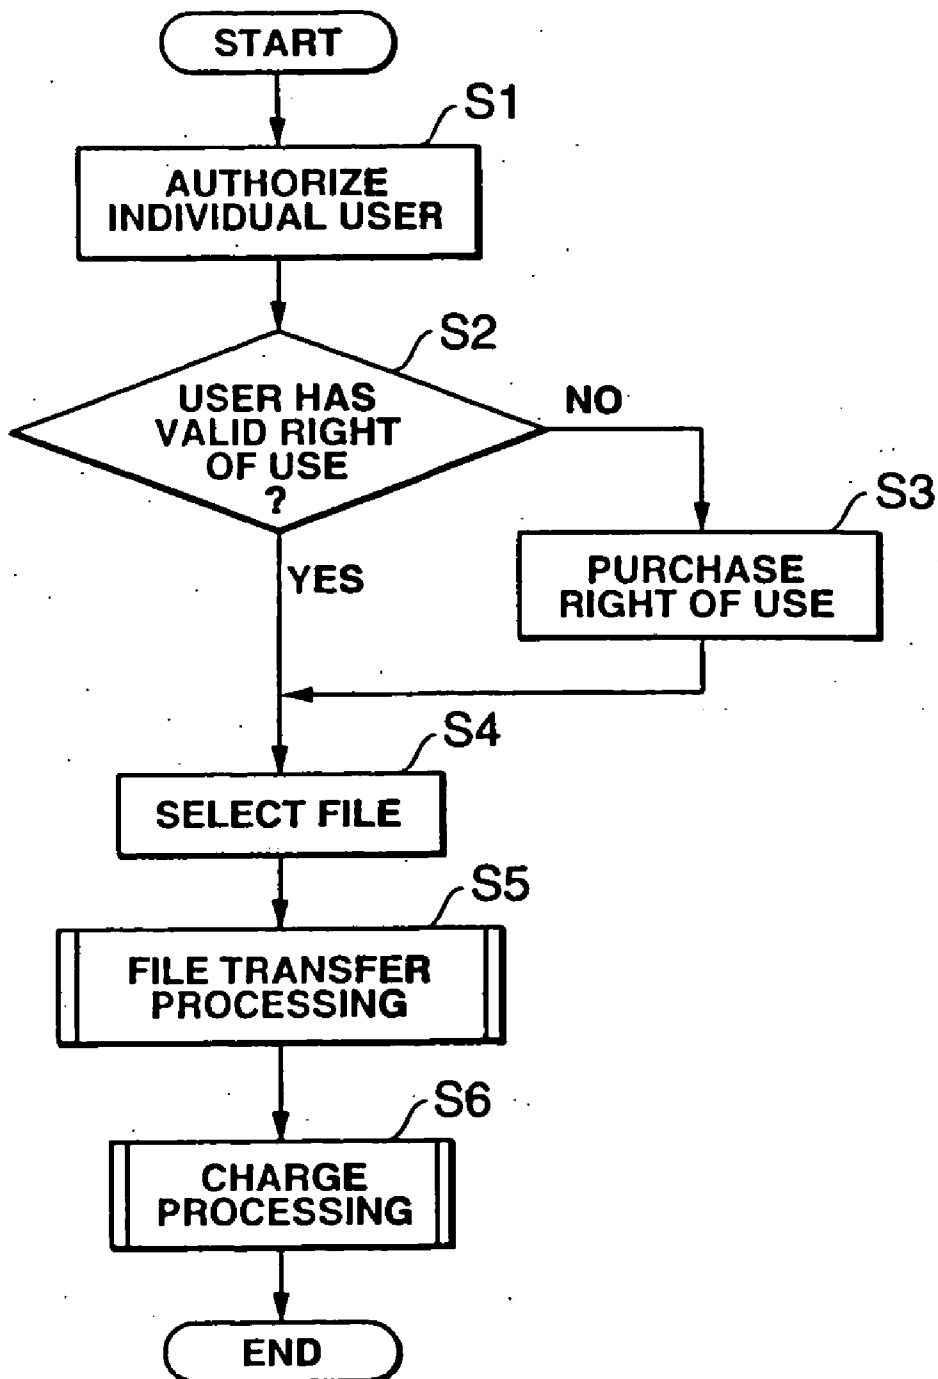 START
S1
AUTHORIZE
INDIVIDUAL USER
S2
USER HAS
VALID RIGHT
OF USE
?
NO
YES
S3
PURCHASE
RIGHT OF USE
S4
SELECT FILE
S5
FILE TRANSFER
PROCESSING
S6
CHARGE
PROCESSING
END